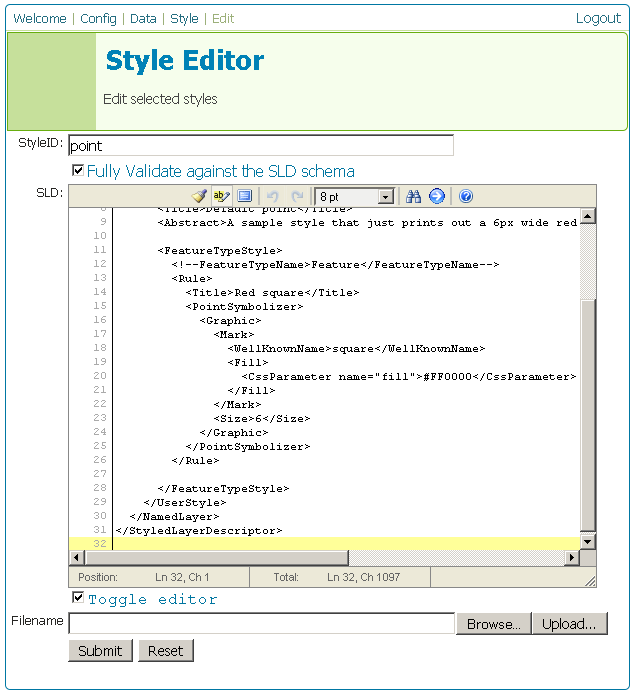 Welcome | Config | Data | Style | Edit
Logout
Style Editor
Edit selected styles
StyleID: point
Fully Validate against the SLD schema
SLD:
8 pt
8 <Title>Default point</Title>
9 <Abstract>A sample style that just prints out a 6px wide red
10
11 <FeatureTypeStyle>
12 <!--FeatureTypeName>Feature</FeatureTypeName-->
13 <Rule>
14 <Title>Red square</Title>
15 <PointSymbolizer>
16 <Graphic>
17 <Mark>
18 <WellKnownName>square</WellKnownName>
19 <Fill>
20 <CssParameter name="fill">#FF0000</CssParameter>
21 </Fill>
22 </Mark>
23 <Size>6</Size>
24 </Graphic>
25 </PointSymbolizer>
26 </Rule>
27
28 </FeatureTypeStyle>
29 </UserStyle>
30 </NamedLayer>
31 </StyledLayerDescriptor>
32
Position: Ln 32, Ch 1 Total: Ln 32, Ch 1097
Toggle editor
Filename Browse... Upload...
Submit Reset